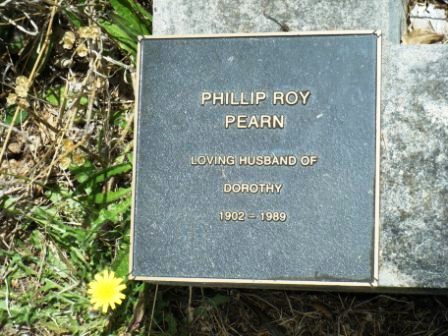 PHILLIP ROY
PEARN
LOVING HUSBAND OF
DOROTHY
1902 – 1989